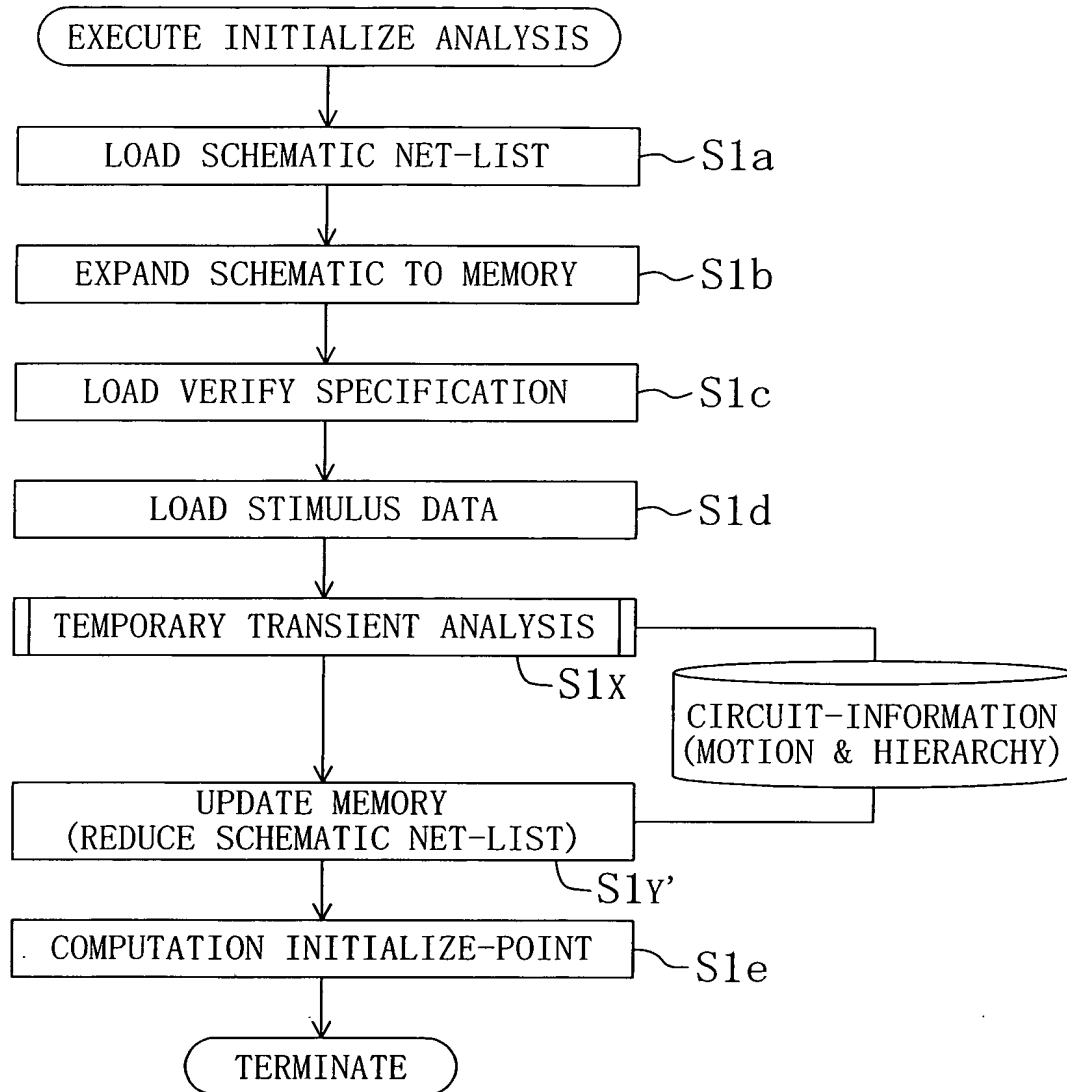 EXECUTE INITIALIZE ANALYSIS
LOAD SCHEMATIC NET-LIST
S1a
EXPAND SCHEMATIC TO MEMORY
S1b
LOAD VERIFY SPECIFICATION
S1c
LOAD STIMULUS DATA
S1d
TEMPORARY TRANSIENT ANALYSIS
S1X
CIRCUIT-INFORMATION
(MOTION & HIERARCHY)
UPDATE MEMORY
(REDUCE SCHEMATIC NET-LIST)
S1Y'
COMPUTATION INITIALIZE-POINT
S1e
TERMINATE